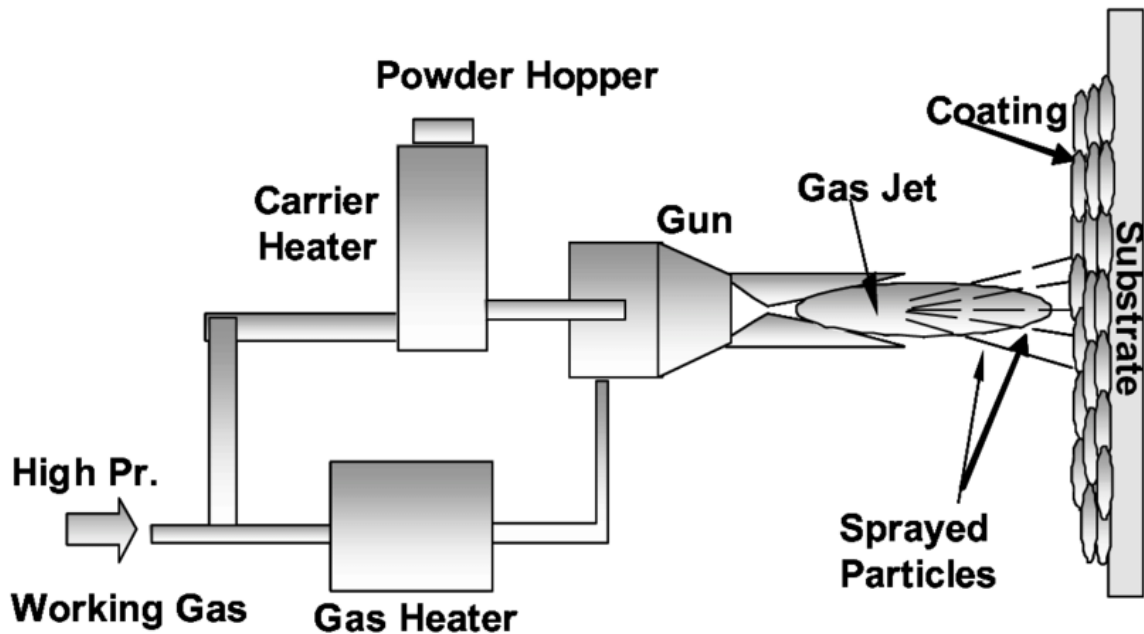 Powder Hopper
Coating
Carrier
Heater
Gas Jet
Gun
Substrate
High Pr.
Working Gas
Gas Heater
Sprayed
Particles